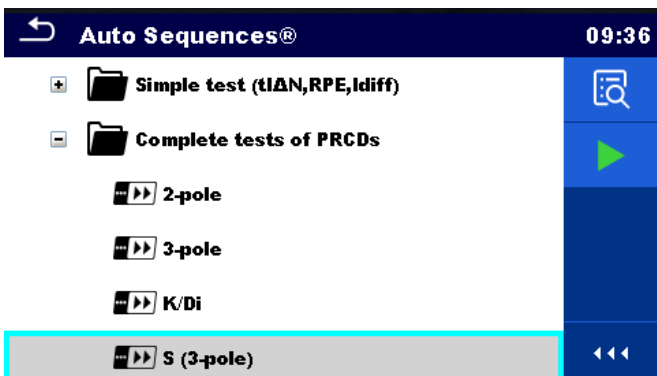 Auto Sequences® 09:36
Simple test (tIΔN,RPE,Idiff)
Complete tests of PRCDs
2-pole
3-pole
K/Di
S (3-pole)